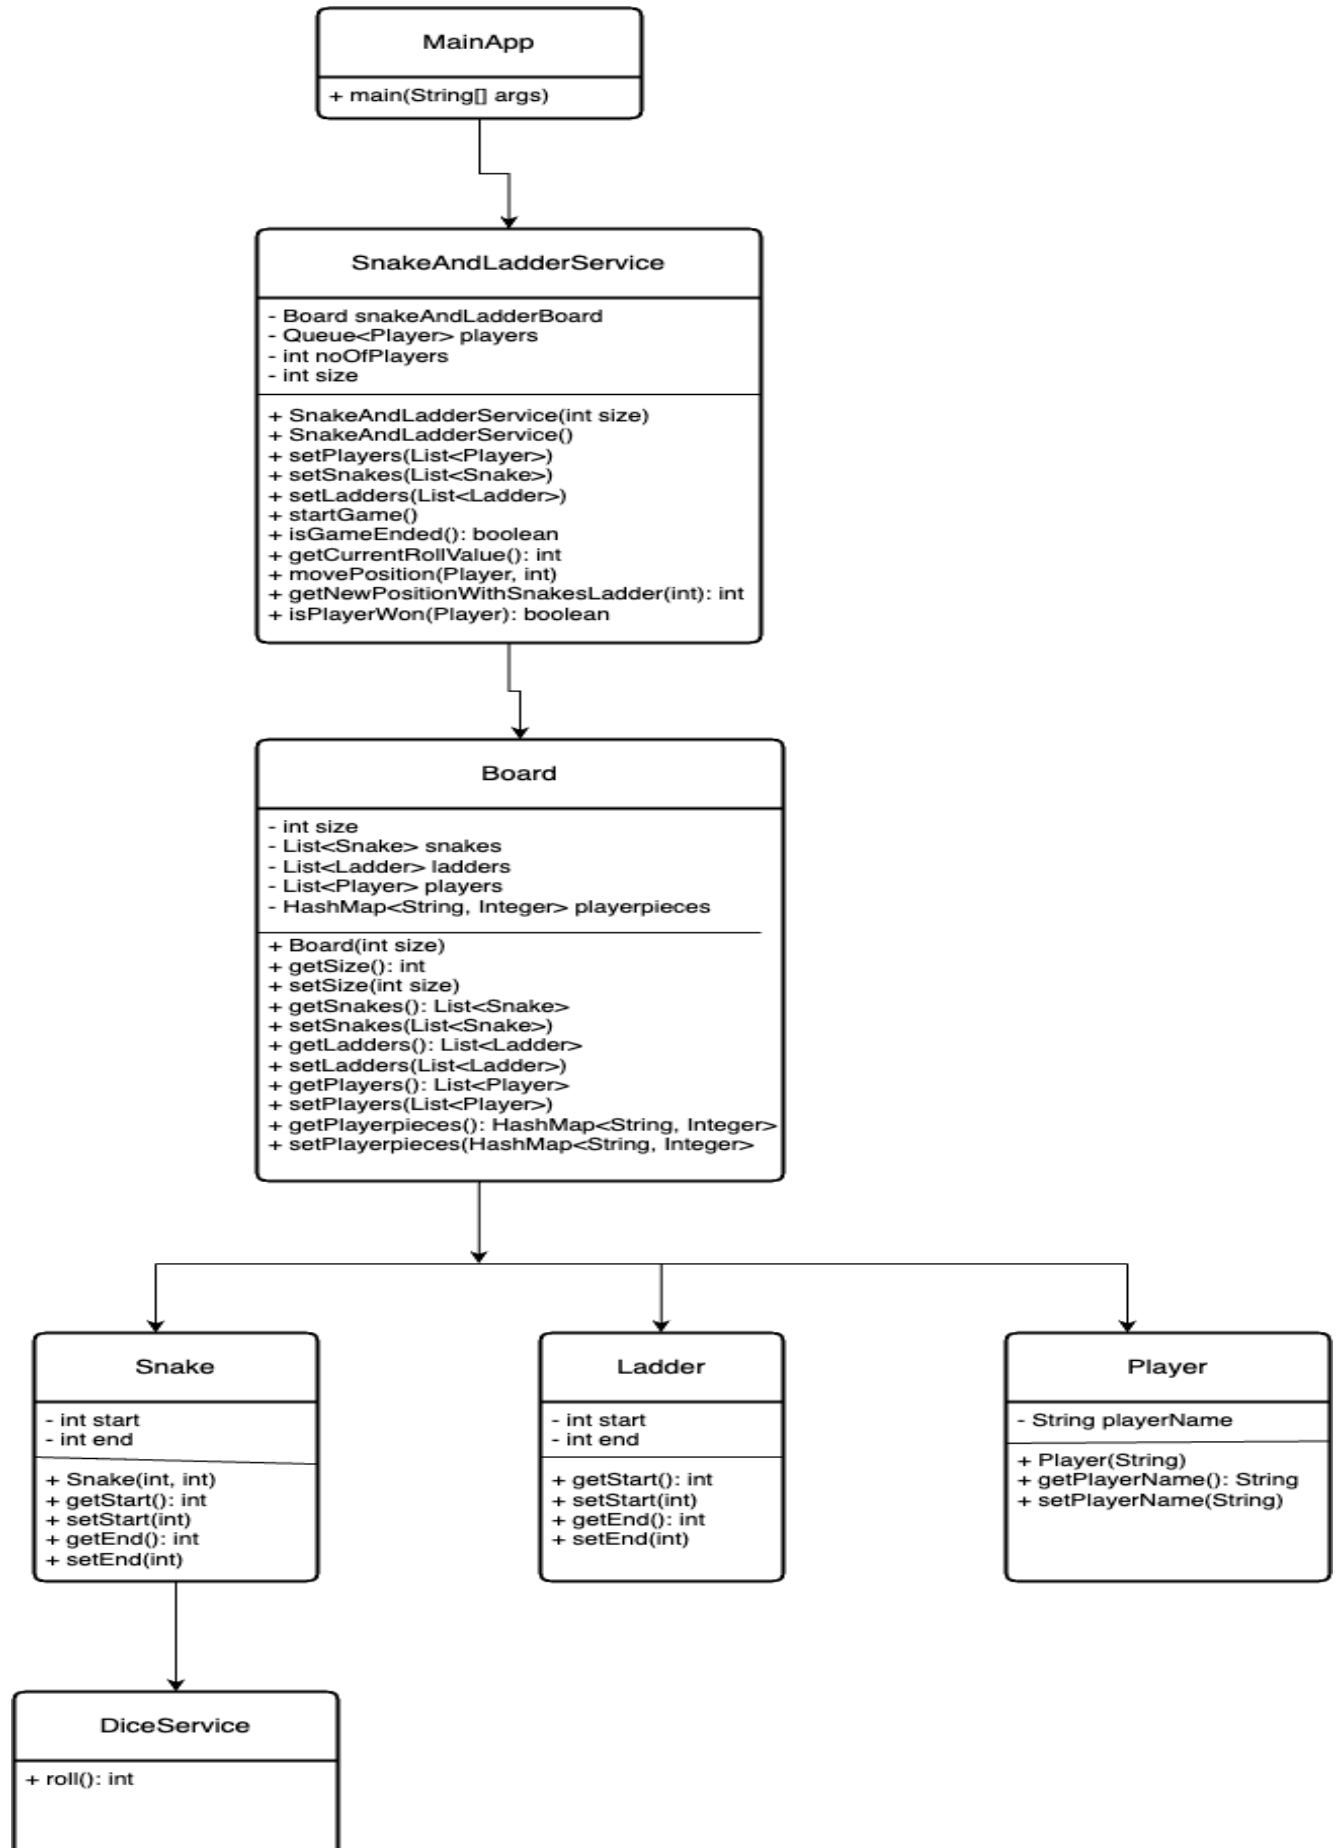 MainApp
+ main(String[] args)
SnakeAndLadderService
- Board snakeAndLadderBoard
- Queue<Player> players
- int noOfPlayers
- int size
+ SnakeAndLadderService(int size)
+ SnakeAndLadderService()
+ setPlayers(List<Player>)
+ setSnakes(List<Snake>)
+ setLadders(List<Ladder>)
+ startGame()
+ isGameEnded(): boolean
+ getCurrentRollValue(): int
+ movePosition(Player, int)
+ getNewPositionWithSnakesLadder(int): int
+ isPlayerWon(Player): boolean
Board
- int size
- List<Snake> snakes
- List<Ladder> ladders
- List<Player> players
- HashMap<String, Integer> playerpieces
+ Board(int size)
+ getSize(): int
+ setSize(int size)
+ getSnakes(): List<Snake>
+ setSnakes(List<Snake>)
+ getLadders(): List<Ladder>
+ setLadders(List<Ladder>)
+ getPlayers(): List<Player>
+ setPlayers(List<Player>)
+ getPlayerpieces(): HashMap<String, Integer>
+ setPlayerpieces(HashMap<String, Integer>
Snake
- int start
- int end
+ Snake(int, int)
+ getStart(): int
+ setStart(int)
+ getEnd(): int
+ setEnd(int)
Ladder
- int start
- int end
+ getStart(): int
+ setStart(int)
+ getEnd(): int
+ setEnd(int)
Player
- String playerName
+ Player(String)
+ getPlayerName(): String
+ setPlayerName(String)
DiceService
+ roll(): int